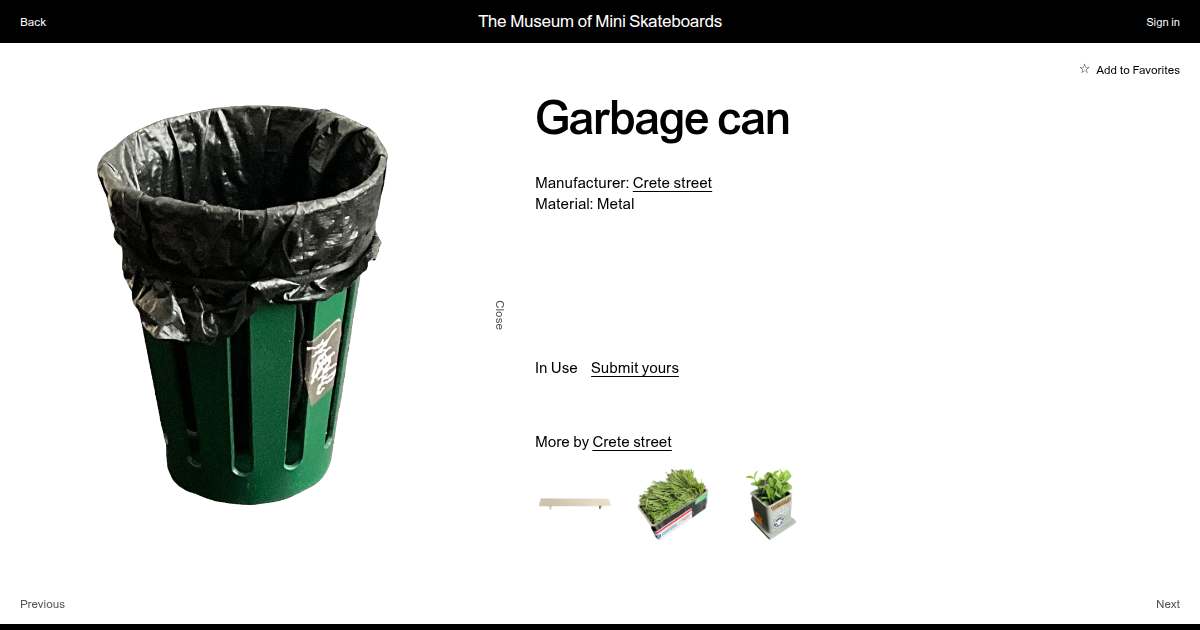 Back
The Museum of Mini Skateboards
Sign in
☆ Add to Favorites
Garbage can
Manufacturer: Crete street
Material: Metal
Close
In Use Submit yours
More by Crete street
Previous
Next